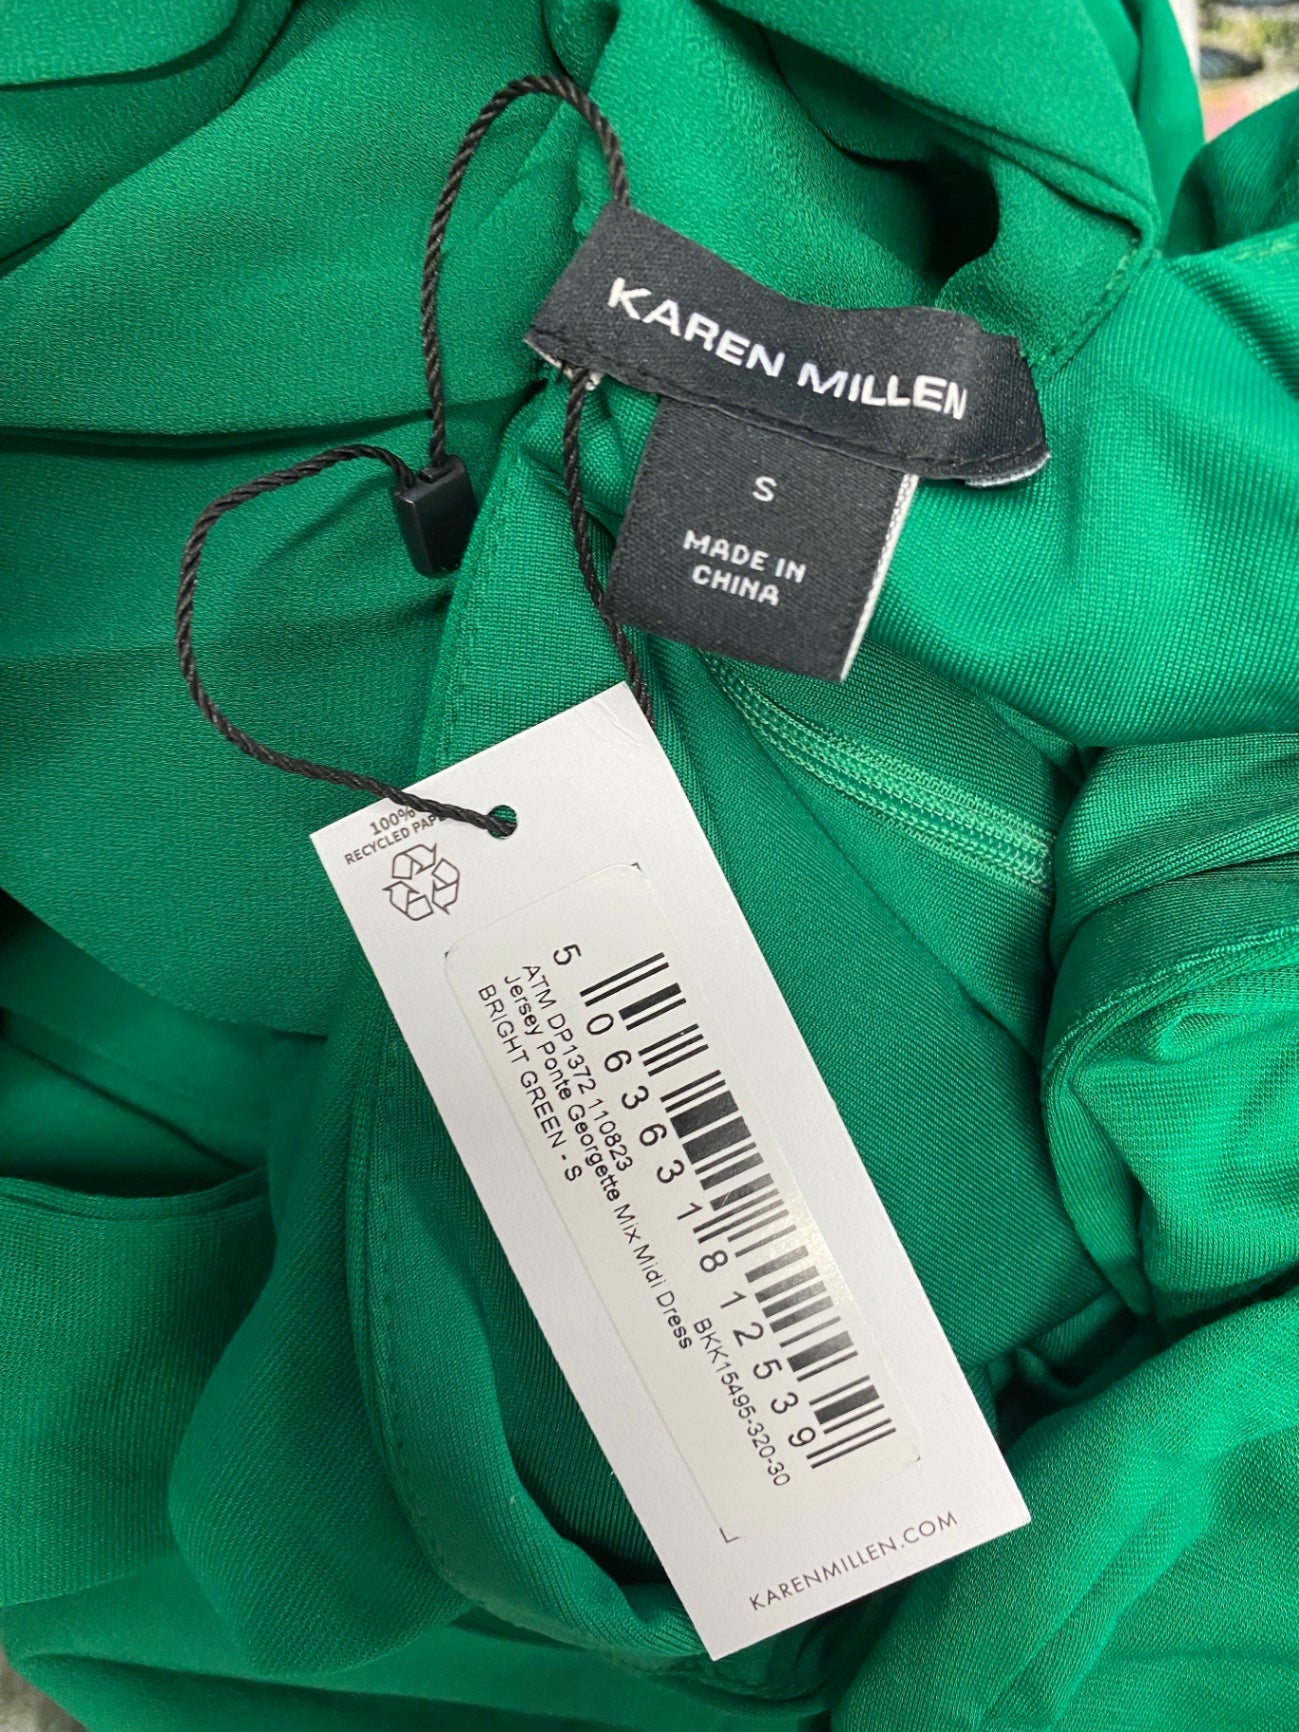 KAREN MILLEN
S
MADE IN
CHINA
100%
RECYCLED
5 063631 812539
ATM DP1372 110823
Jersey Ponte Georgette Mix Midi Dress
BRIGHT GREEN - S
BKK15495-320-30
KARENMILLEN.COM